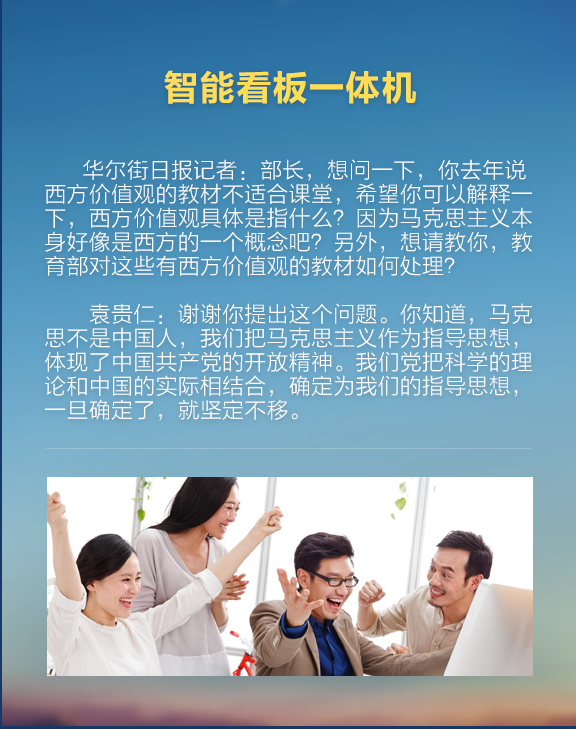 智能看板一体机
华尔街日报记者：部长，想问一下，你去年说
西方价值观的教材不适合课堂，希望你可以解释一
下，西方价值观具体是指什么？因为马克思主义本
身好像是西方的一个概念吧？另外，想请教你，教
育部对这些有西方价值观的教材如何处理？
袁贵仁：谢谢你提出这个问题。你知道，马克
思不是中国人，我们把马克思主义作为指导思想，
体现了中国共产党的开放精神。我们党把科学的理
论和中国的实际相结合，确定为我们的指导思想，
一旦确定了，就坚定不移。